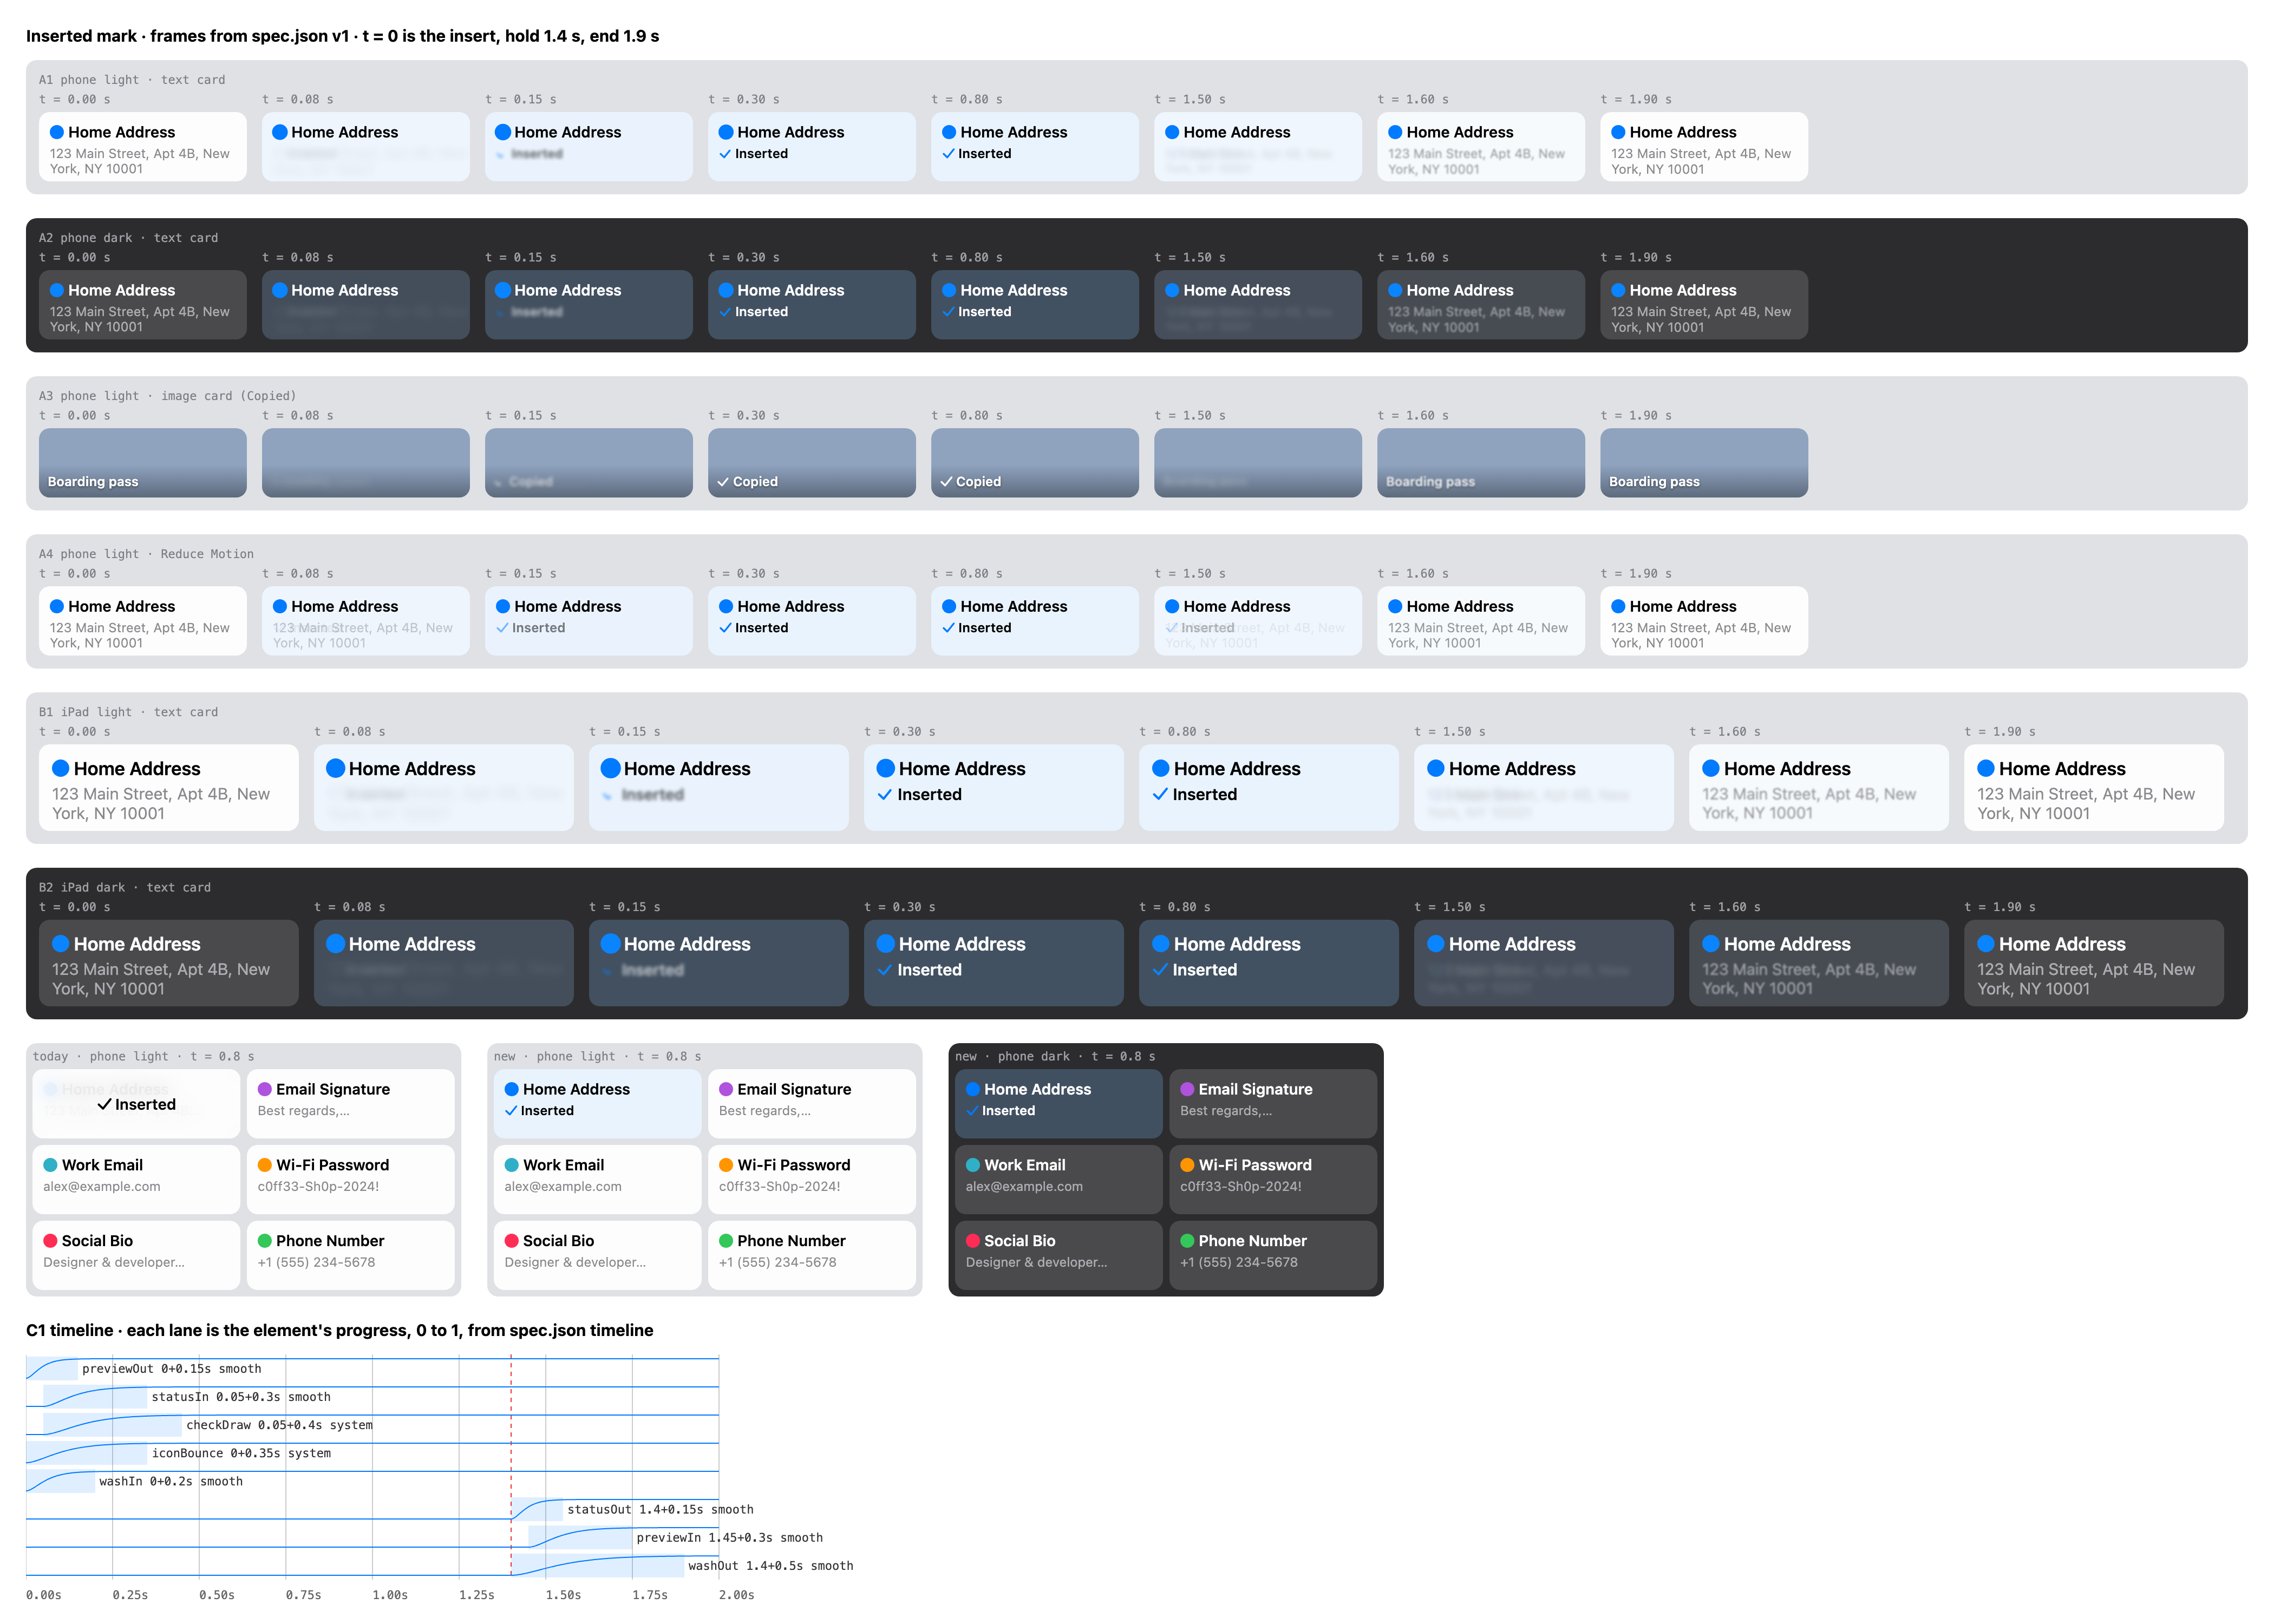 Inserted mark · frames from spec.json v1 · t = 0 is the insert, hold 1.4 s, end 1.9 s
A1 phone light · text card
t = 0.00 s
t = 0.08 s
t = 0.15 s
t = 0.30 s
t = 0.80 s
t = 1.50 s
t = 1.60 s
t = 1.90 s
Home Address
123 Main Street, Apt 4B, New
York, NY 10001
Home Address
Home Address
Inserted
Home Address
Inserted
Home Address
Inserted
Home Address
Home Address
123 Main Street, Apt 4B, New
York, NY 10001
Home Address
123 Main Street, Apt 4B, New
York, NY 10001
A2 phone dark · text card
t = 0.00 s
t = 0.08 s
t = 0.15 s
t = 0.30 s
t = 0.80 s
t = 1.50 s
t = 1.60 s
t = 1.90 s
Home Address
123 Main Street, Apt 4B, New
York, NY 10001
Home Address
Home Address
Inserted
Home Address
Inserted
Home Address
Inserted
Home Address
Home Address
123 Main Street, Apt 4B, New
York, NY 10001
Home Address
123 Main Street, Apt 4B, New
York, NY 10001
A3 phone light · image card (Copied)
t = 0.00 s
t = 0.08 s
t = 0.15 s
t = 0.30 s
t = 0.80 s
t = 1.50 s
t = 1.60 s
t = 1.90 s
Boarding pass
Copied
Copied
Copied
Boarding pass
Boarding pass
A4 phone light · Reduce Motion
t = 0.00 s
t = 0.08 s
t = 0.15 s
t = 0.30 s
t = 0.80 s
t = 1.50 s
t = 1.60 s
t = 1.90 s
Home Address
123 Main Street, Apt 4B, New
York, NY 10001
Home Address
123 Main Street, Apt 4B, New
York, NY 10001
Home Address
Inserted
Home Address
Inserted
Home Address
Inserted
Home Address
Inserted
York, NY 10001
Home Address
123 Main Street, Apt 4B, New
York, NY 10001
Home Address
123 Main Street, Apt 4B, New
York, NY 10001
B1 iPad light · text card
t = 0.00 s
t = 0.08 s
t = 0.15 s
t = 0.30 s
t = 0.80 s
t = 1.50 s
t = 1.60 s
t = 1.90 s
Home Address
123 Main Street, Apt 4B, New
York, NY 10001
Home Address
Home Address
Inserted
Home Address
Inserted
Home Address
Inserted
Home Address
Home Address
123 Main Street, Apt 4B, New
York, NY 10001
Home Address
123 Main Street, Apt 4B, New
York, NY 10001
B2 iPad dark · text card
t = 0.00 s
t = 0.08 s
t = 0.15 s
t = 0.30 s
t = 0.80 s
t = 1.50 s
t = 1.60 s
t = 1.90 s
Home Address
123 Main Street, Apt 4B, New
York, NY 10001
Home Address
Home Address
Inserted
Home Address
Inserted
Home Address
Inserted
Home Address
Home Address
123 Main Street, Apt 4B, New
York, NY 10001
Home Address
123 Main Street, Apt 4B, New
York, NY 10001
today · phone light · t = 0.8 s
Home Address
Inserted
Email Signature
Best regards,...
Work Email
alex@example.com
Wi-Fi Password
c0ff33-Sh0p-2024!
Social Bio
Designer & developer...
Phone Number
+1 (555) 234-5678
new · phone light · t = 0.8 s
Home Address
Inserted
Email Signature
Best regards,...
Work Email
alex@example.com
Wi-Fi Password
c0ff33-Sh0p-2024!
Social Bio
Designer & developer...
Phone Number
+1 (555) 234-5678
new · phone dark · t = 0.8 s
Home Address
Inserted
Email Signature
Best regards,...
Work Email
alex@example.com
Wi-Fi Password
c0ff33-Sh0p-2024!
Social Bio
Designer & developer...
Phone Number
+1 (555) 234-5678
C1 timeline · each lane is the element's progress, 0 to 1, from spec.json timeline
previewOut 0+0.15s smooth
statusIn 0.05+0.3s smooth
checkDraw 0.05+0.4s system
iconBounce 0+0.35s system
washIn 0+0.2s smooth
statusOut 1.4+0.15s smooth
previewIn 1.45+0.3s smooth
washOut 1.4+0.5s smooth
0.00s
0.25s
0.50s
0.75s
1.00s
1.25s
1.50s
1.75s
2.00s